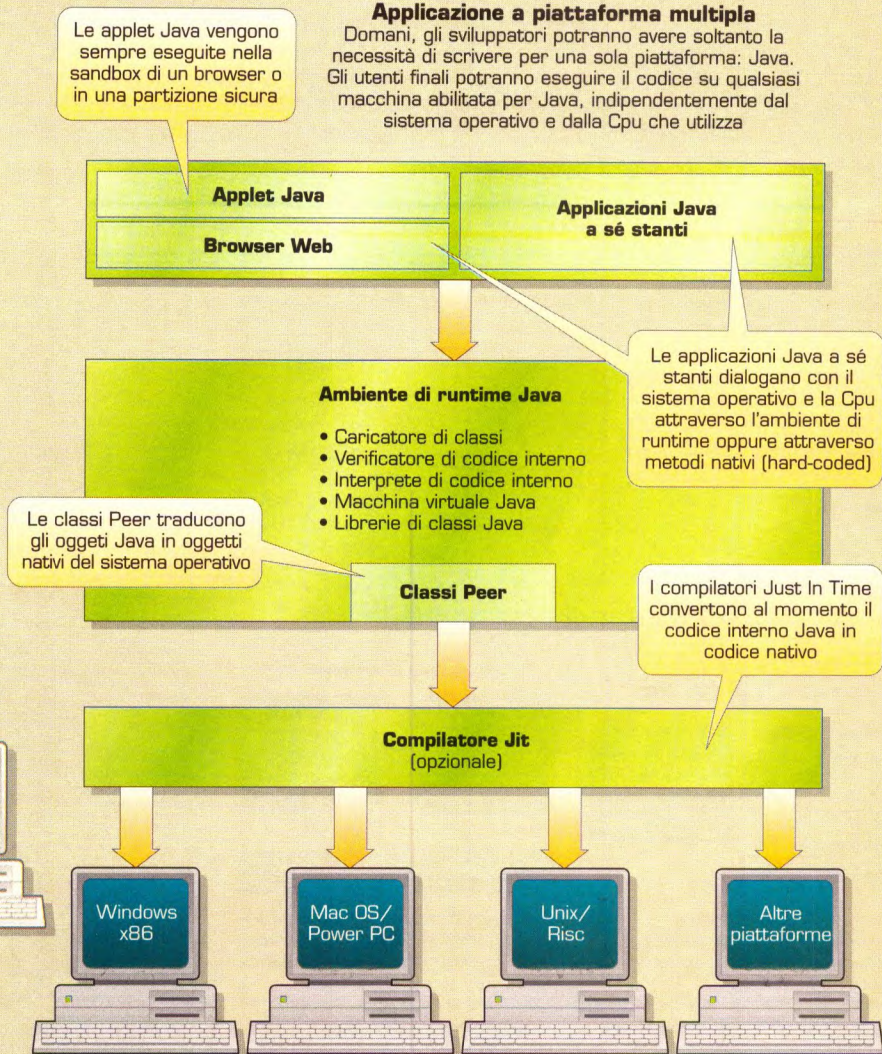 Applicazione a piattaforma multipla
Domani, gli sviluppatori potranno avere soltanto la
necessità di scrivere per una sola piattaforma: Java.
Gli utenti finali potranno eseguire il codice su qualsiasi
macchina abilitata per Java, indipendentemente dal
sistema operativo e dalla Cpu che utilizza
Le applet Java vengono
sempre eseguite nella
sandbox di un browser o
in una partizione sicura
Applet Java
Browser Web
Applicazioni Java
a sé stanti
Le applicazioni Java a sé
stanti dialogano con il
sistema operativo e la Cpu
attraverso l'ambiente di
runtime oppure attraverso
metodi nativi (hard-coded)
Ambiente di runtime Java
• Caricatore di classi
• Verificatore di codice interno
• Interprete di codice interno
• Macchina virtuale Java
• Librerie di classi Java
Le classi Peer traducono
gli oggeti Java in oggetti
nativi del sistema operativo
Classi Peer
I compilatori Just In Time
convertono al momento il
codice interno Java in
codice nativo
Compilatore Jit
(opzionale)
Windows
x86
Mac OS/
Power PC
Unix/
Risc
Altre
piattaforme